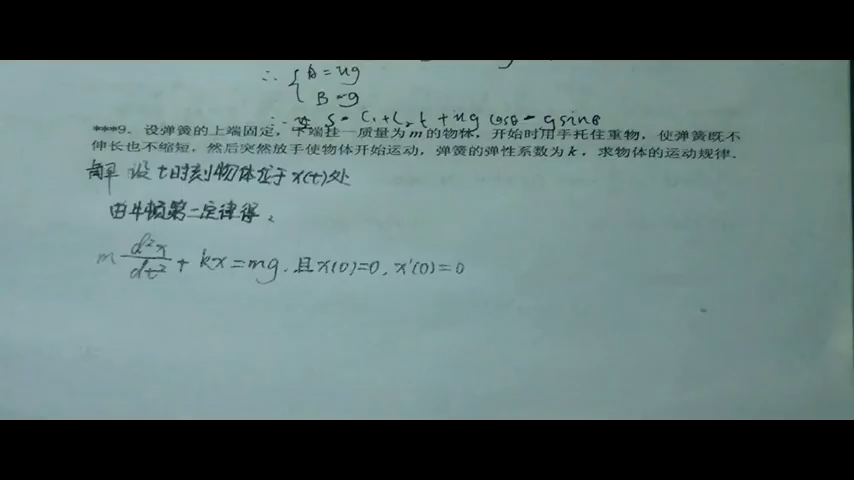 ∴ { A = ug
B = g
∴ S = C₁ + C₂t + ug cosθ - g sinθ
***9. 设弹簧的上端固定,下端挂一质量为 m 的物体,开始时用手托住重物,使弹簧既不
伸长也不缩短,然后突然放手使物体开始运动,弹簧的弹性系数为 k,求物体的运动规律.
解 设 t时刻物体位于 x(t)处
由牛顿第二定律得、
m d²x/dt² + kx = mg. 且 x(0)=0, x'(0)=0